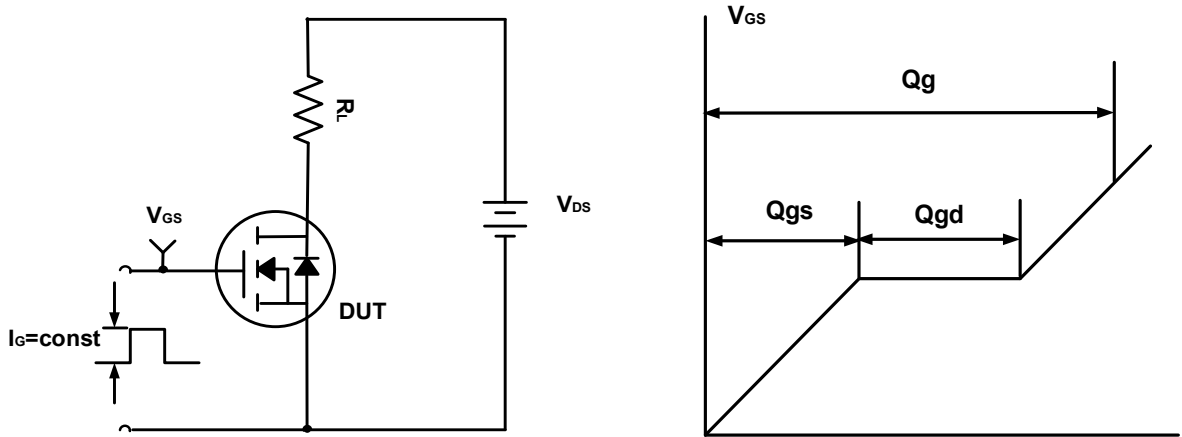 RL
VDS
VGS
DUT
IG=const
VGS
Qg
Qgs
Qgd